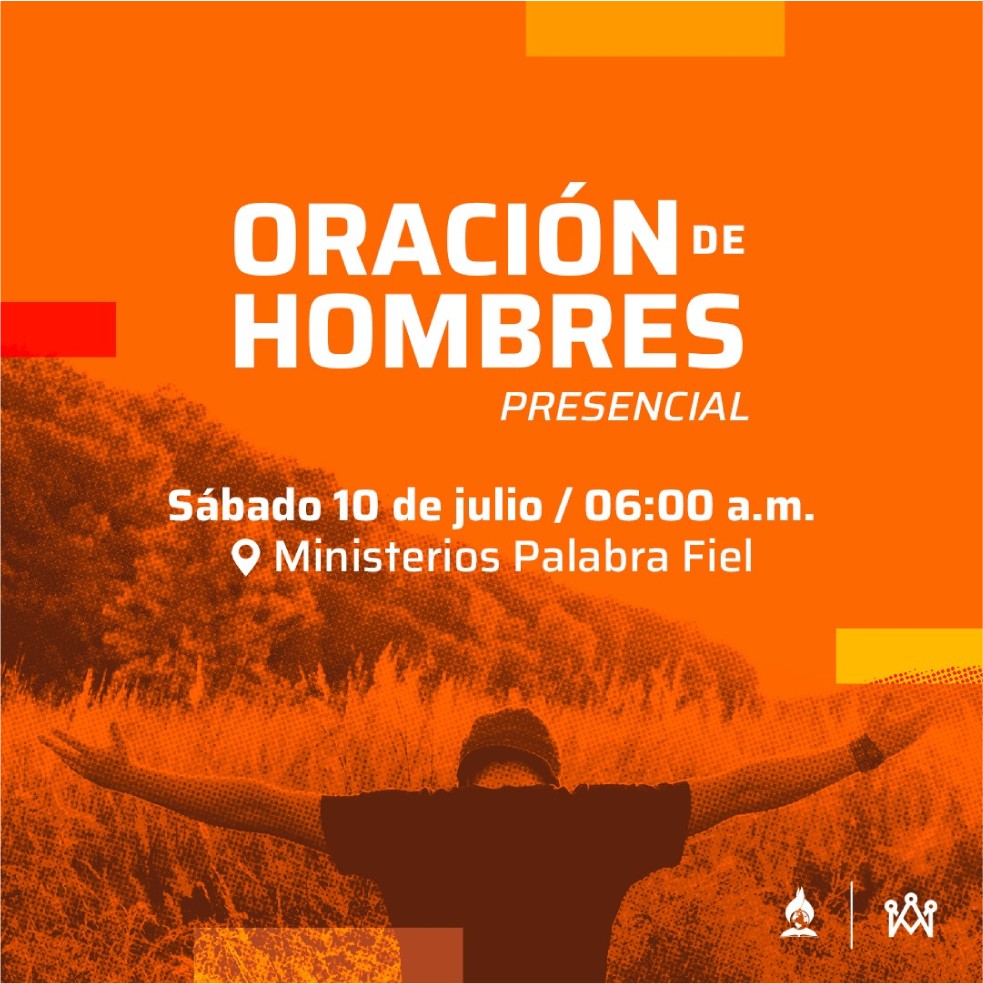 ORACIÓN DE
HOMBRES
PRESENCIAL
Sábado 10 de julio / 06:00 a.m.
Ministerios Palabra Fiel